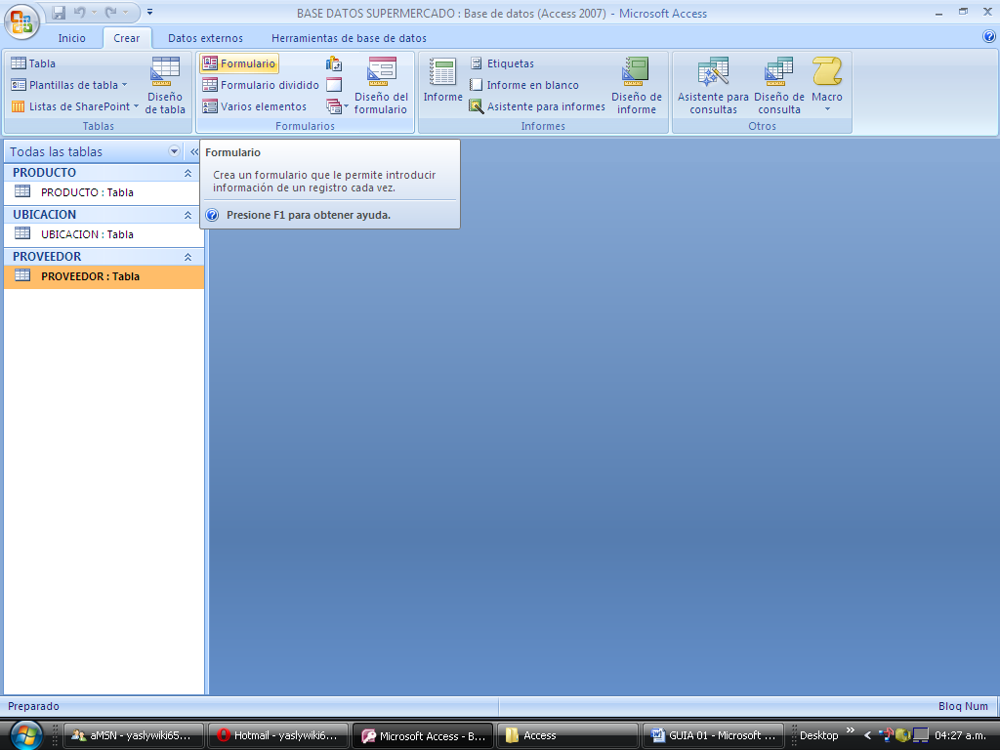 BASE DATOS SUPERMERCADO : Base de datos (Access 2007) - Microsoft Access
Inicio Crear Datos externos Herramientas de base de datos
Tabla
Plantillas de tabla
Listas de SharePoint
Diseño
de tabla
Tablas
Formulario
Formulario dividido
Varios elementos
Diseño del
formulario
Formularios
Informe
Etiquetas
Informe en blanco
Asistente para informes
Diseño de
informe
Informes
Asistente para
consultas
Diseño de
consulta
Macro
Otros
Todas las tablas
PRODUCTO
PRODUCTO : Tabla
UBICACION
UBICACION : Tabla
PROVEEDOR
PROVEEDOR : Tabla
Formulario
Crea un formulario que le permite introducir
información de un registro cada vez.
Presione F1 para obtener ayuda.
Preparado Bloq Num
aMSN - yaslywiki65... Hotmail - yaslywiki6... Microsoft Access - B... Access GUIA 01 - Microsoft ... Desktop 04:27 a.m.